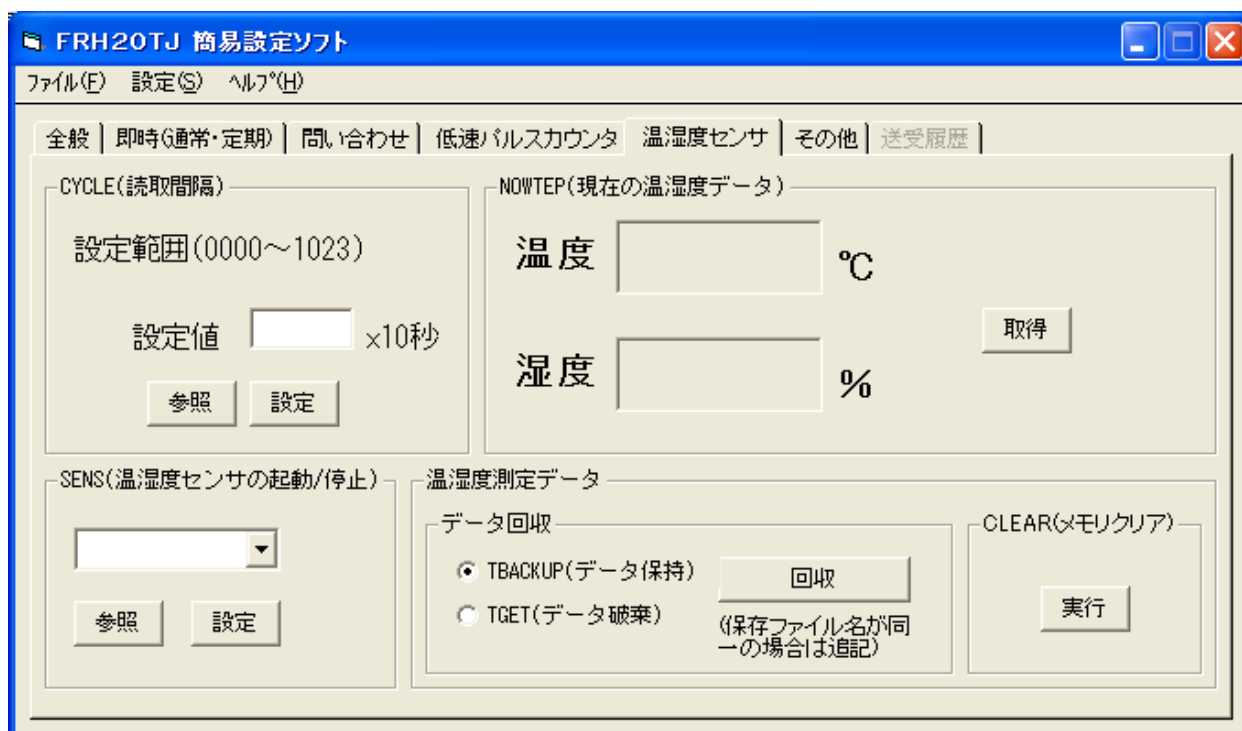 FRH20TJ 簡易設定ソフト
ﾌｧｲﾙ(F) 設定(S) ﾍﾙﾌﾟ(H)
全般 即時(通常・定期) 問い合わせ 低速パルスカウンタ 温湿度センサ その他 送受履歴
CYCLE(読取間隔)
設定範囲(0000～1023)
設定値 x10秒
参照 設定
NOWTEP(現在の温湿度データ)
温度 ℃
湿度 %
取得
SENS(温湿度センサの起動/停止)
参照 設定
温湿度測定データ
データ回収
TBACKUP(データ保持)
TGET(データ破棄)
回収
(保存ファイル名が同
一の場合は追記)
CLEAR(メモリクリア)
実行